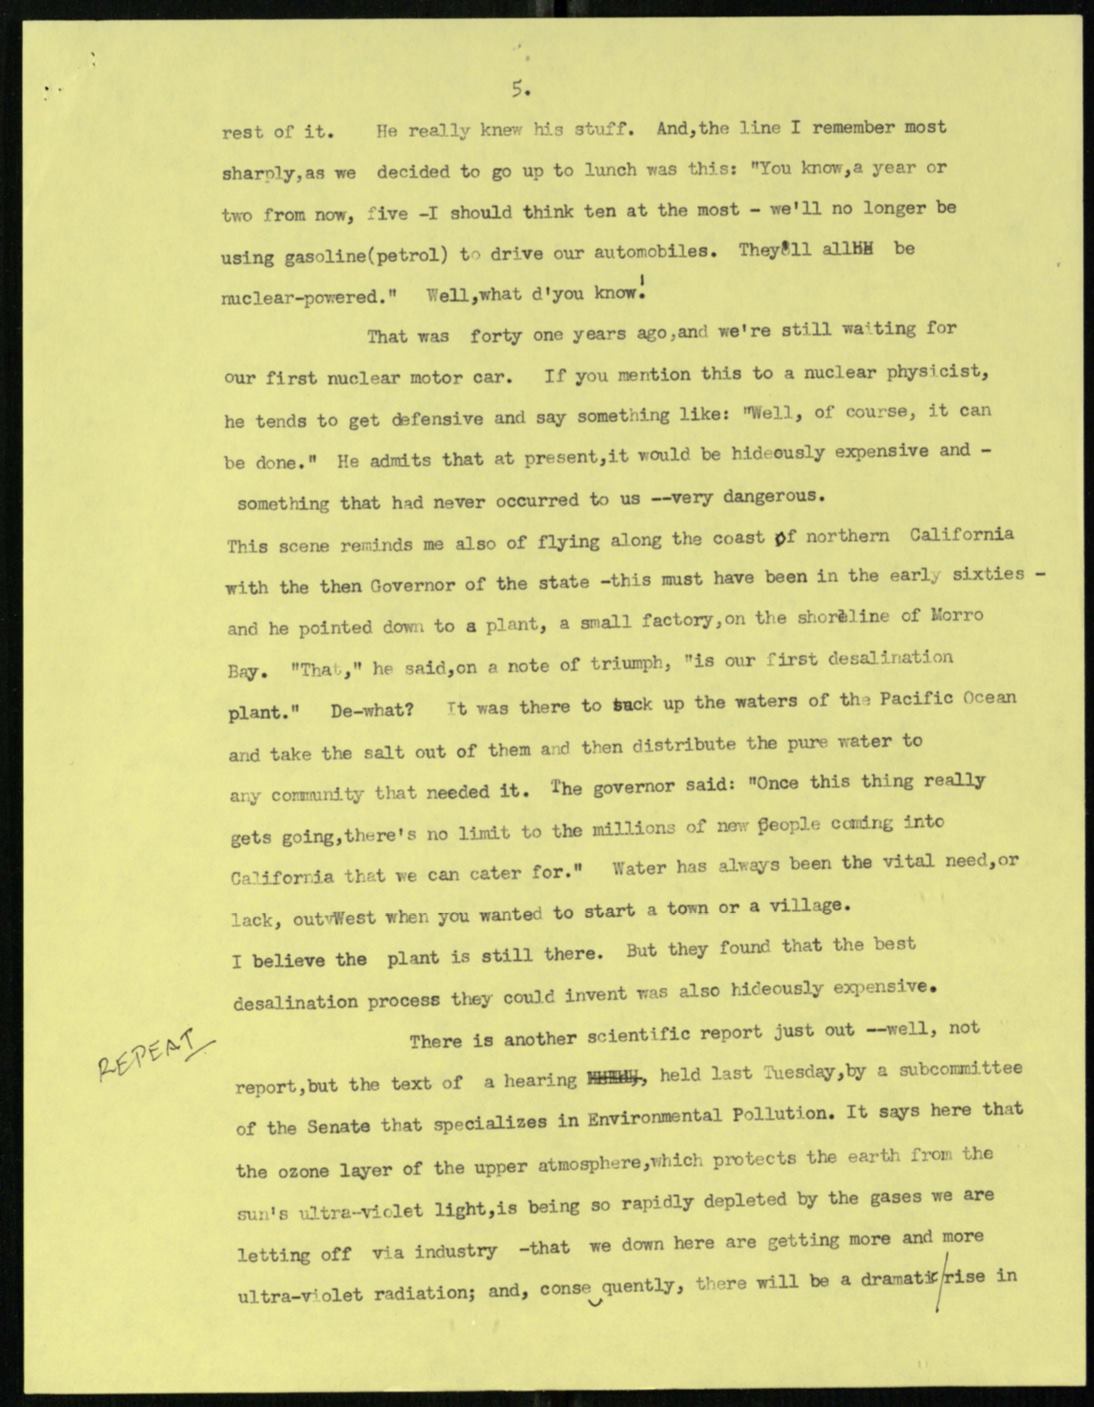 5.
rest of it. He really knew his stuff. And,the line I remember most
sharply,as we decided to go up to lunch was this: "You know,a year or
two from now, five -I should think ten at the most - we'll no longer be
using gasoline(petrol) to drive our automobiles. They'll all be
nuclear-powered." Well,what d'you know!
That was forty one years ago,and we're still waiting for
our first nuclear motor car. If you mention this to a nuclear physicist,
he tends to get defensive and say something like: "Well, of course, it can
be done." He admits that at present,it would be hideously expensive and -
something that had never occurred to us --very dangerous.
This scene reminds me also of flying along the coast of northern California
with the then Governor of the state -this must have been in the early sixties -
and he pointed down to a plant, a small factory,on the shoreline of Morro
Bay. "That," he said,on a note of triumph, "is our first desalination
plant." De-what? It was there to suck up the waters of the Pacific Ocean
and take the salt out of them and then distribute the pure water to
any community that needed it. The governor said: "Once this thing really
gets going,there's no limit to the millions of new people coming into
California that we can cater for." Water has always been the vital need,or
lack, out West when you wanted to start a town or a village.
I believe the plant is still there. But they found that the best
desalination process they could invent was also hideously expensive.
There is another scientific report just out --well, not
REPEAT
report,but the text of a hearing , held last Tuesday,by a subcommittee
of the Senate that specializes in Environmental Pollution. It says here that
the ozone layer of the upper atmosphere,which protects the earth from the
sun's ultra-violet light,is being so rapidly depleted by the gases we are
letting off via industry -that we down here are getting more and more
ultra-violet radiation; and, conse quently, there will be a dramatic/rise in